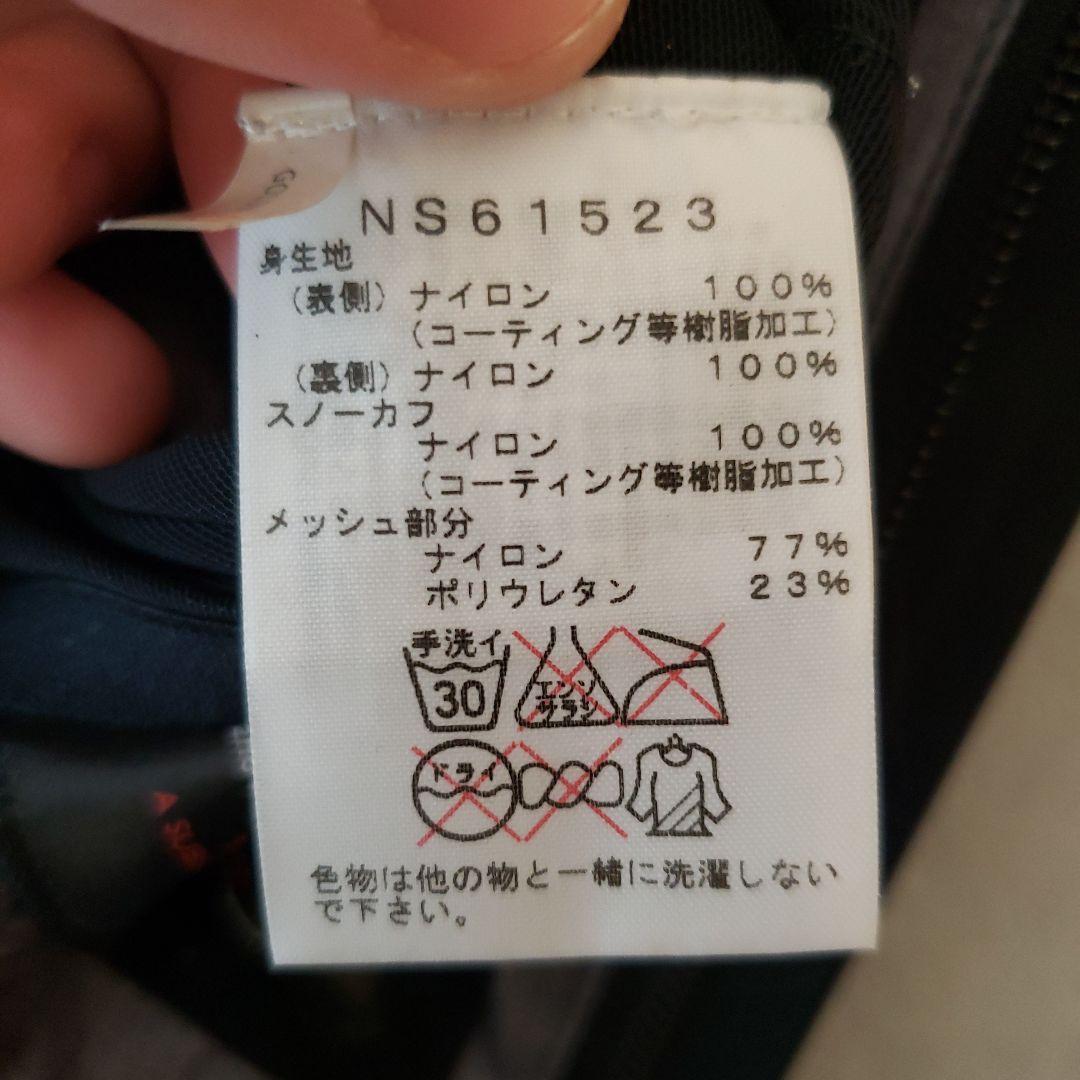 GO
NS61523
身生地
(表側) ナイロン 100%
(コーティング等樹脂加工)
(裏側) ナイロン 100%
スノーカフ
ナイロン 100%
(コーティング等樹脂加工)
メッシュ部分
ナイロン 77%
ポリウレタン 23%
手洗イ
30
エンソ
サラシ
ドライ
色物は他の物と一緒に洗濯しない
で下さい。